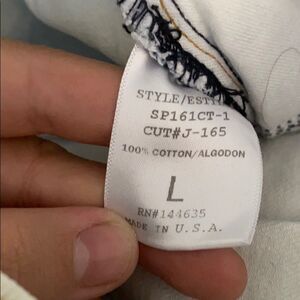 STYLE/ESTILO
SP161CT-1
CUT#J-165
100% COTTON/ALGODON
L
RN#144635
MADE IN U.S.A.